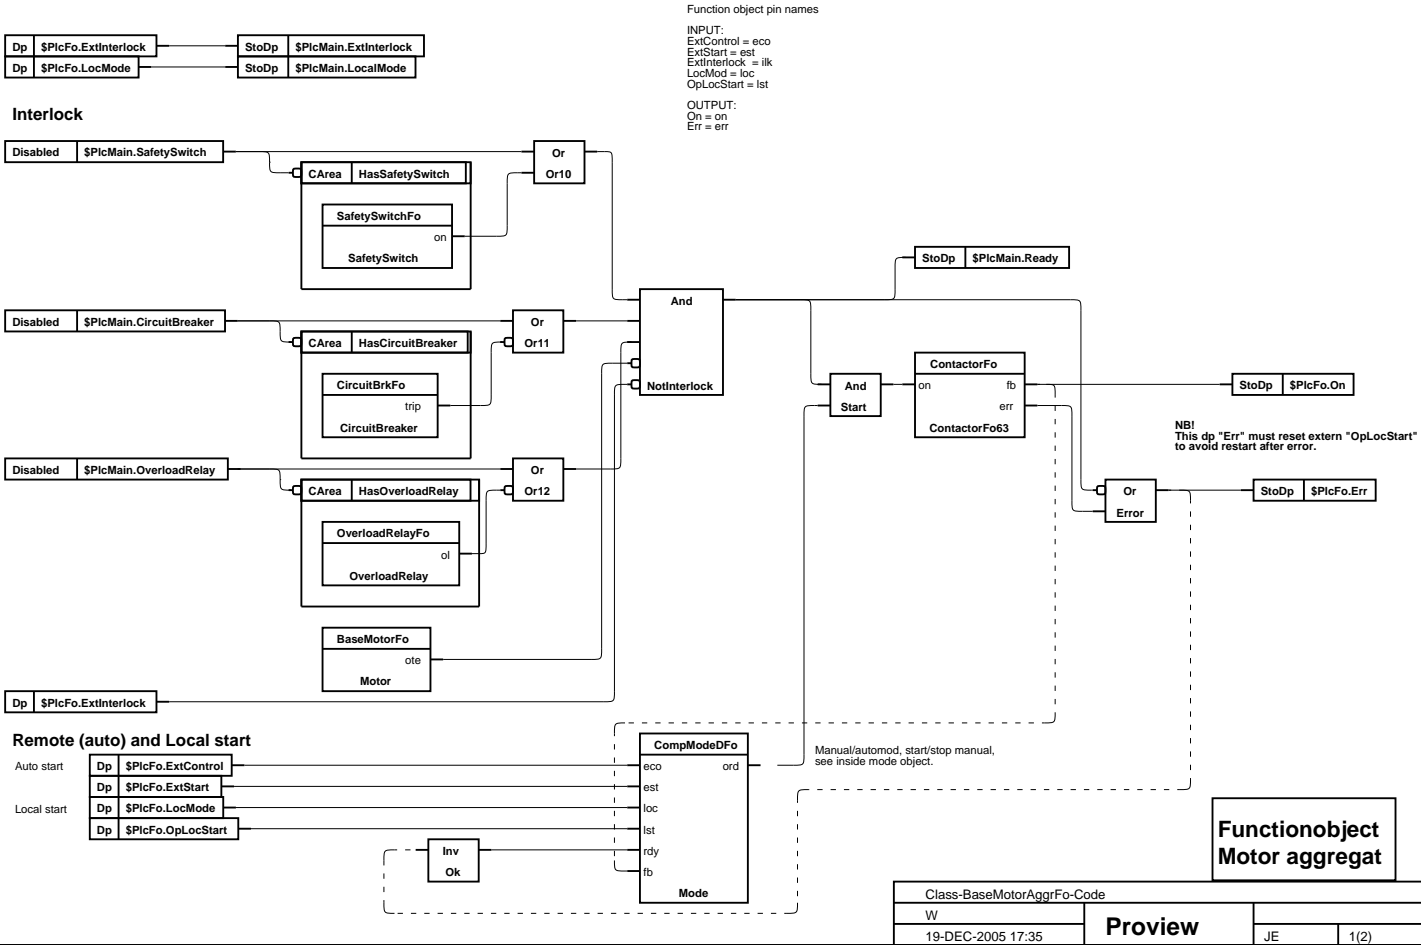 Function object pin names
INPUT:
ExtControl = eco
ExtStart = est
ExtInterlock = ilk
LocMod = loc
OpLocStart = lst
OUTPUT:
On = on
Err = err
Dp $PlcFo.ExtInterlock StoDp $PlcMain.ExtInterlock
Dp $PlcFo.LocMode StoDp $PlcMain.LocalMode
Interlock
Disabled $PlcMain.SafetySwitch
Or
Or10
CArea HasSafetySwitch
SafetySwitchFo
on
SafetySwitch
StoDp $PlcMain.Ready
And
NotInterlock
Disabled $PlcMain.CircuitBreaker
Or
Or11
CArea HasCircuitBreaker
CircuitBrkFo
trip
CircuitBreaker
And
Start
ContactorFo
on fb
err
ContactorFo63
StoDp $PlcFo.On
NB!
This dp "Err" must reset extern "OpLocStart"
to avoid restart after error.
Disabled $PlcMain.OverloadRelay
Or
Or12
CArea HasOverloadRelay
OverloadRelayFo
ol
OverloadRelay
Or
Error
StoDp $PlcFo.Err
BaseMotorFo
ote
Motor
Dp $PlcFo.ExtInterlock
Remote (auto) and Local start
Auto start Dp $PlcFo.ExtControl
Dp $PlcFo.ExtStart
Local start Dp $PlcFo.LocMode
Dp $PlcFo.OpLocStart
Inv
Ok
CompModeDFo
eco ord
est
loc
lst
rdy
fb
Mode
Manual/automod, start/stop manual,
see inside mode object.
Functionobject
Motor aggregat
Class-BaseMotorAggrFo-Code
W
19-DEC-2005 17:35
Proview
JE 1(2)